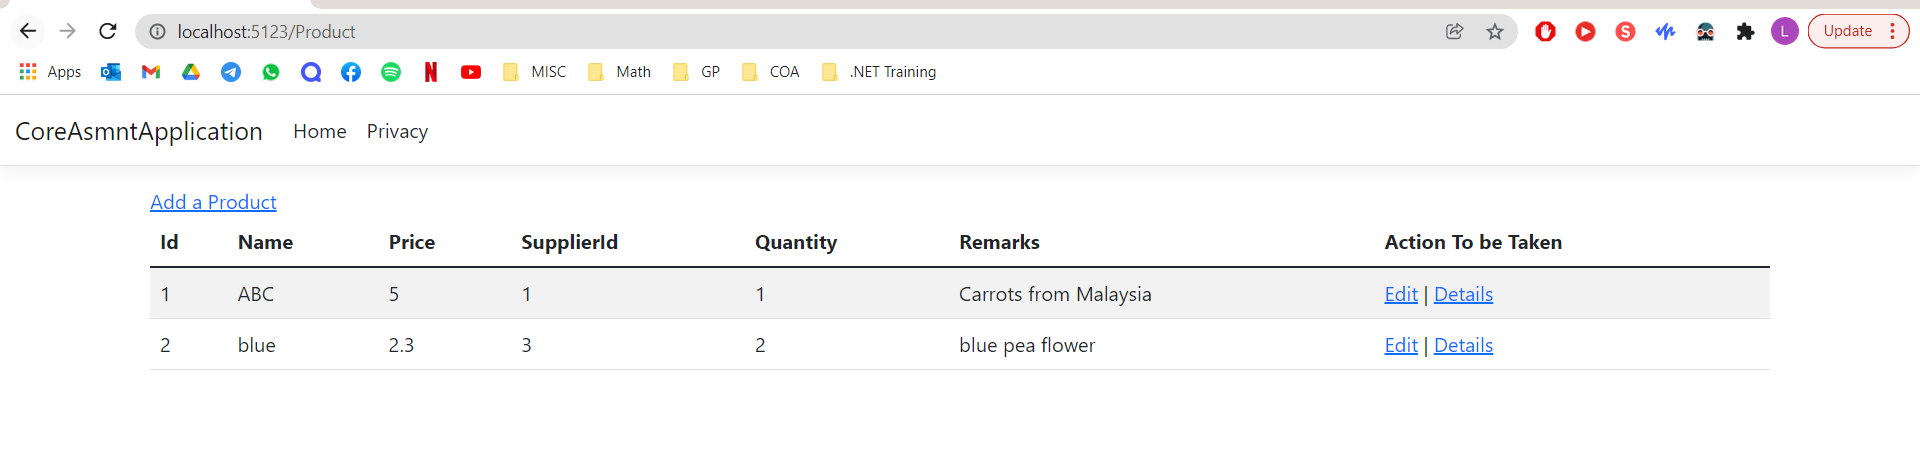 localhost:5123/Product
L
Update
Apps
MISC
Math
GP
COA
.NET Training
CoreAsmntApplication Home Privacy
Add a Product
Id Name Price SupplierId Quantity Remarks Action To be Taken
1 ABC 5 1 1 Carrots from Malaysia Edit | Details
2 blue 2.3 3 2 blue pea flower Edit | Details